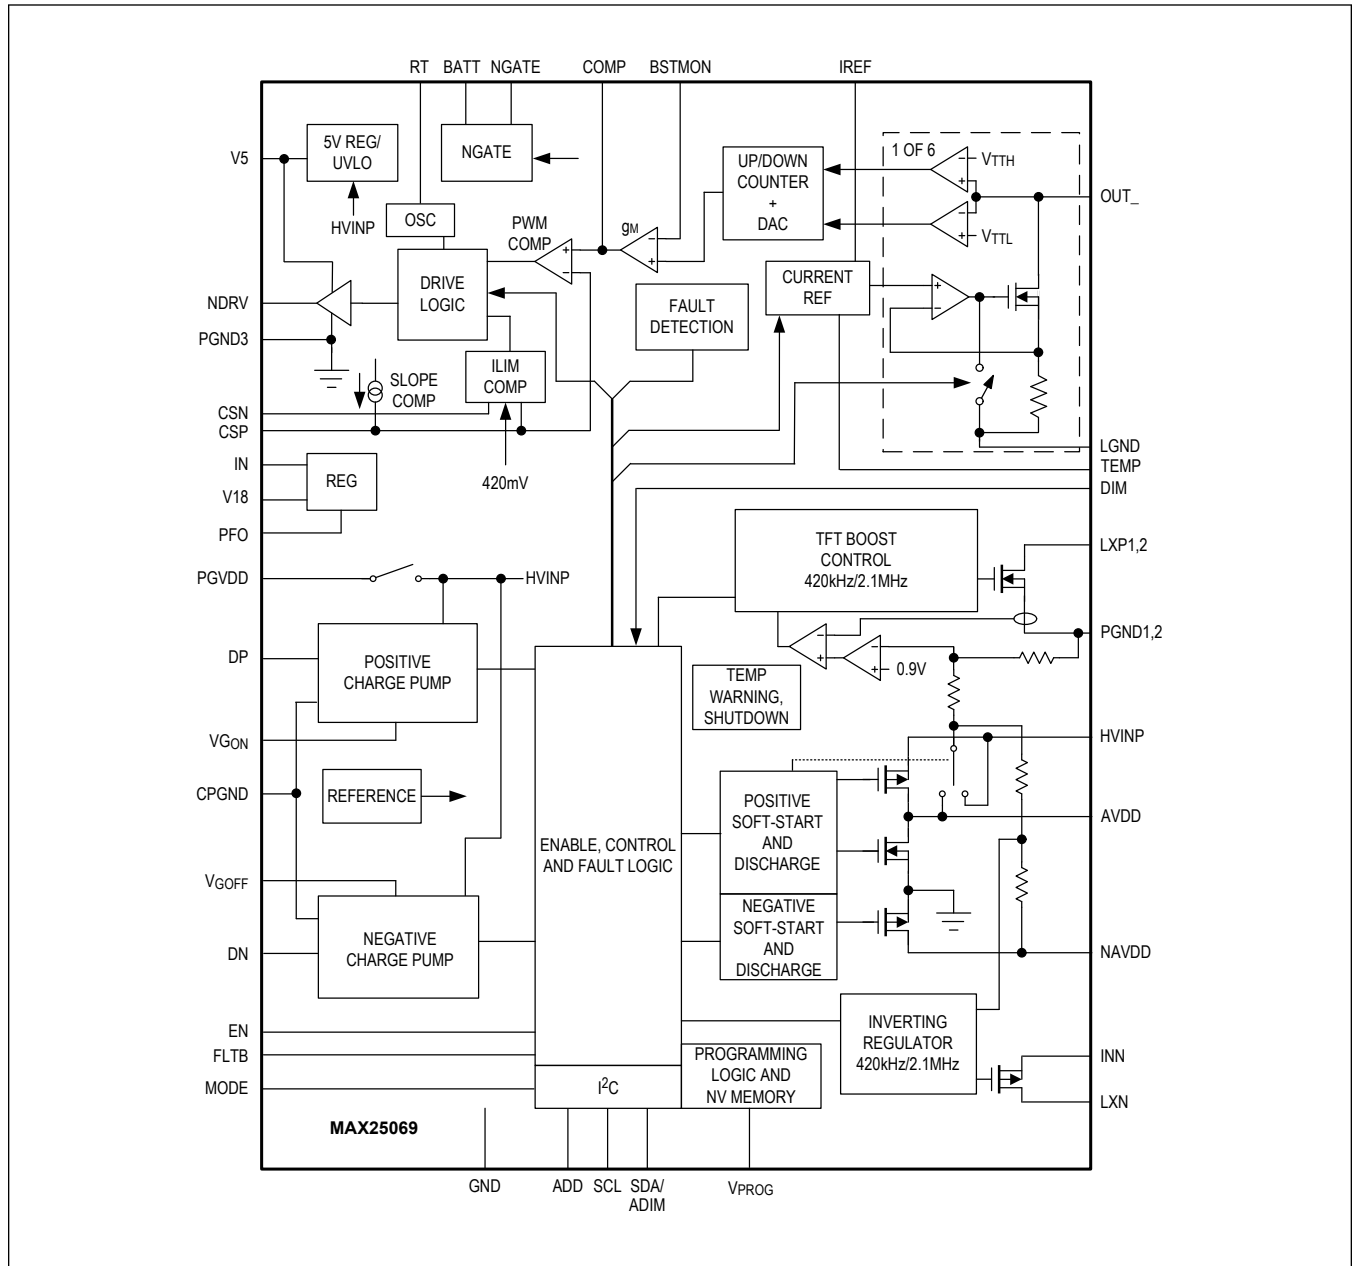 RT BATT NGATE COMP BSTMON IREF
V5
5V REG/
UVLO
HVINP
NGATE
OSC
PWM
COMP
gM
UP/DOWN
COUNTER
+
DAC
1 OF 6
VTTH
VTTL
-
+
-
+
OUT_
NDRV
PGND3
DRIVE
LOGIC
+
-
-
+
FAULT
DETECTION
CURRENT
REF
+
-
SLOPE
COMP
ILIM
COMP
420mV
CSN
CSP
IN
V18
PFO
REG
LGND
TEMP
DIM
PGVDD
HVINP
TFT BOOST
CONTROL
420kHz/2.1MHz
LXP1,2
PGND1,2
-
+
-
+
0.9V
DP
POSITIVE
CHARGE PUMP
VGON
TEMP
WARNING,
SHUTDOWN
HVINP
CPGND
REFERENCE
ENABLE, CONTROL
AND FAULT LOGIC
POSITIVE
SOFT-START
AND
DISCHARGE
AVDD
VGOFF
DN
NEGATIVE
CHARGE PUMP
NEGATIVE
SOFT-START
AND
DISCHARGE
NAVDD
EN
FLTB
MODE
I2C
PROGRAMMING
LOGIC AND
NV MEMORY
INVERTING
REGULATOR
420kHz/2.1MHz
INN
LXN
MAX25069
GND ADD SCL SDA/
ADIM
VPROG